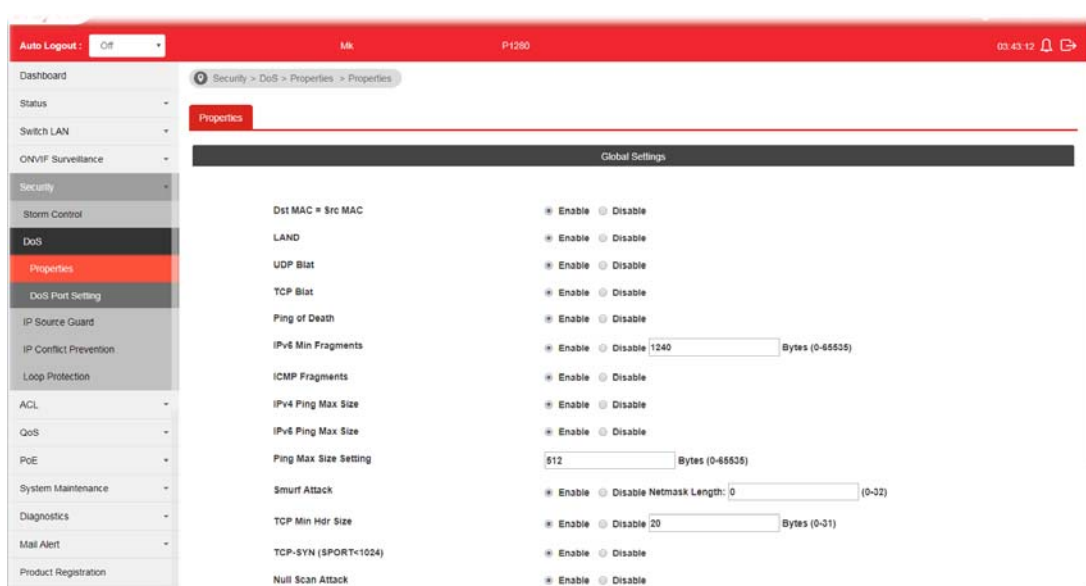 Auto Logout : Off Mk P1280 03:43:12
Dashboard
Security > DoS > Properties > Properties
Status
Properties
Switch LAN
ONVIF Surveillance
Global Settings
Security
Storm Control
DoS
Properties
DoS Port Setting
IP Source Guard
IP Conflict Prevention
Loop Protection
ACL
QoS
PoE
System Maintenance
Diagnostics
Mail Alert
Product Registration
Dst MAC = Src MAC Enable Disable
LAND Enable Disable
UDP Blat Enable Disable
TCP Blat Enable Disable
Ping of Death Enable Disable
IPv6 Min Fragments Enable Disable 1240 Bytes (0-65535)
ICMP Fragments Enable Disable
IPv4 Ping Max Size Enable Disable
IPv6 Ping Max Size Enable Disable
Ping Max Size Setting 512 Bytes (0-65535)
Smurf Attack Enable Disable Netmask Length: 0 (0-32)
TCP Min Hdr Size Enable Disable 20 Bytes (0-31)
TCP-SYN (SPORT<1024) Enable Disable
Null Scan Attack Enable Disable